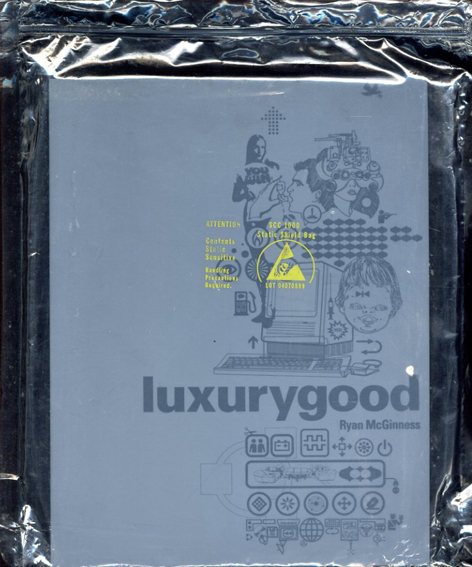 ATTENTION
SCC 1000
Static Shield Bag
Contents
Static
Sensitive
Handling
Precautions
Required.
luxurygood
Ryan McGinness